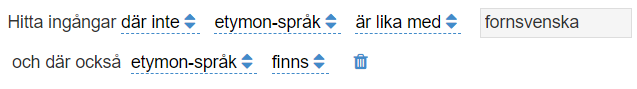 Hitta ingångar där inte etymon-språk är lika med fornsvenska
och där också etymon-språk finns